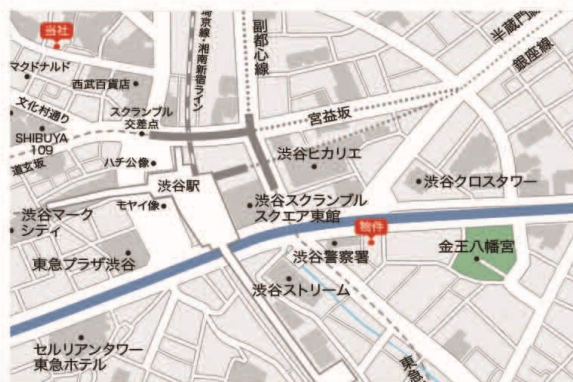 当社
マクドナルド
西武百貨店
文化村通り
スクランブル
交差点
SHIBUYA
109
道玄坂
ハチ公像
渋谷駅
モヤイ像
渋谷マーク
シティ
東急プラザ渋谷
セルリアンタワー
東急ホテル
埼京線・湘南新宿ライン
副都心線
半蔵門線
銀座線
宮益坂
渋谷ヒカリエ
渋谷クロスタワー
渋谷スクランブル
スクエア東館
物件
渋谷警察署
金王八幡宮
渋谷ストリーム
東急